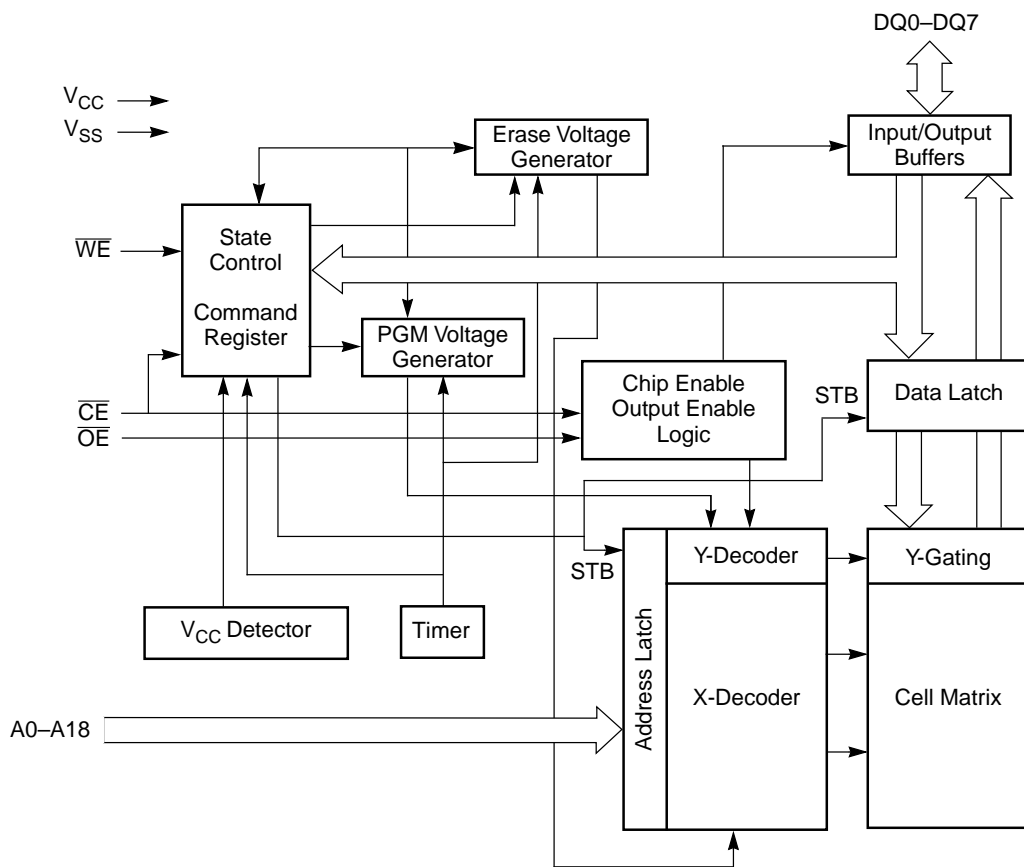 DQ0–DQ7
VCC
VSS
Erase Voltage
Generator
Input/Output
Buffers
WE
State
Control
Command
Register
PGM Voltage
Generator
CE
OE
Chip Enable
Output Enable
Logic
STB
Data Latch
STB
Y-Decoder
Y-Gating
VCC Detector
Timer
Address Latch
X-Decoder
Cell Matrix
A0–A18